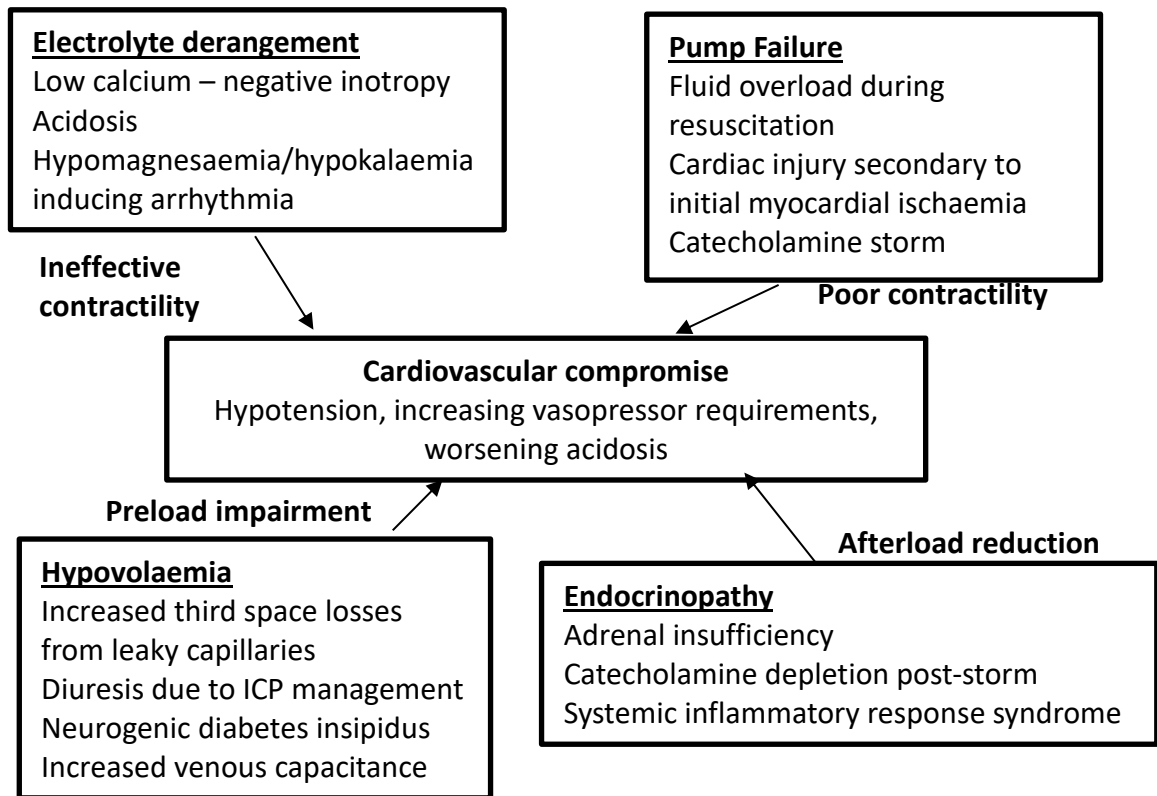 Electrolyte derangement
Low calcium – negative inotropy
Acidosis
Hypomagnesaemia/hypokalaemia
inducing arrhythmia
Pump Failure
Fluid overload during
resuscitation
Cardiac injury secondary to
initial myocardial ischaemia
Catecholamine storm
Ineffective
contractility
Poor contractility
Cardiovascular compromise
Hypotension, increasing vasopressor requirements,
worsening acidosis
Preload impairment
Afterload reduction
Hypovolaemia
Increased third space losses
from leaky capillaries
Diuresis due to ICP management
Neurogenic diabetes insipidus
Increased venous capacitance
Endocrinopathy
Adrenal insufficiency
Catecholamine depletion post-storm
Systemic inflammatory response syndrome